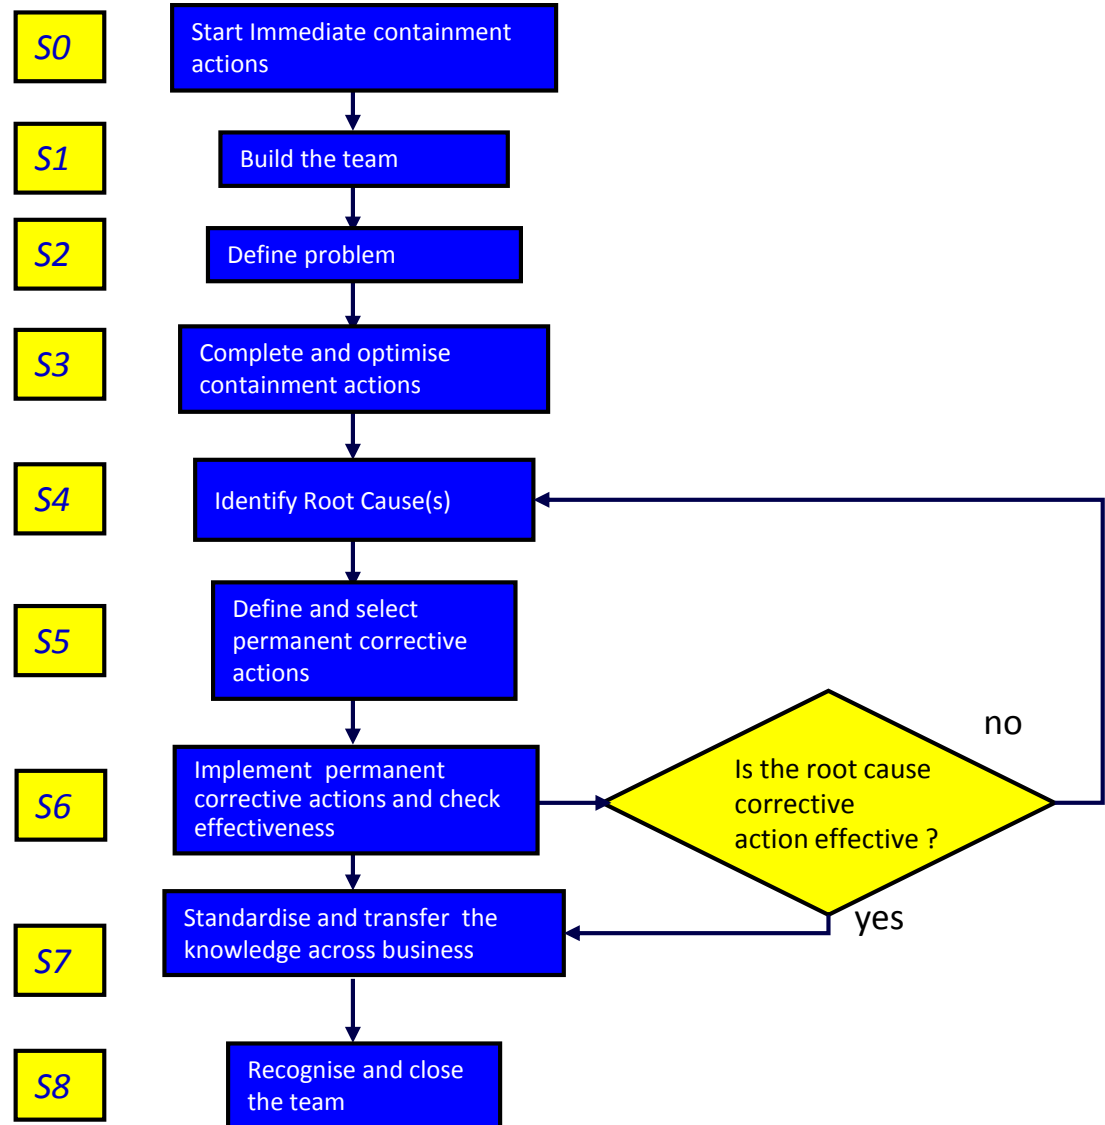 S0
Start Immediate containment
actions
S1
Build the team
S2
Define problem
S3
Complete and optimise
containment actions
S4
Identify Root Cause(s)
S5
Define and select
permanent corrective
actions
no
S6
Implement  permanent
corrective actions and check
effectiveness
Is the root cause
corrective
action effective ?
yes
S7
Standardise and transfer  the
knowledge across business
S8
Recognise and close
the team